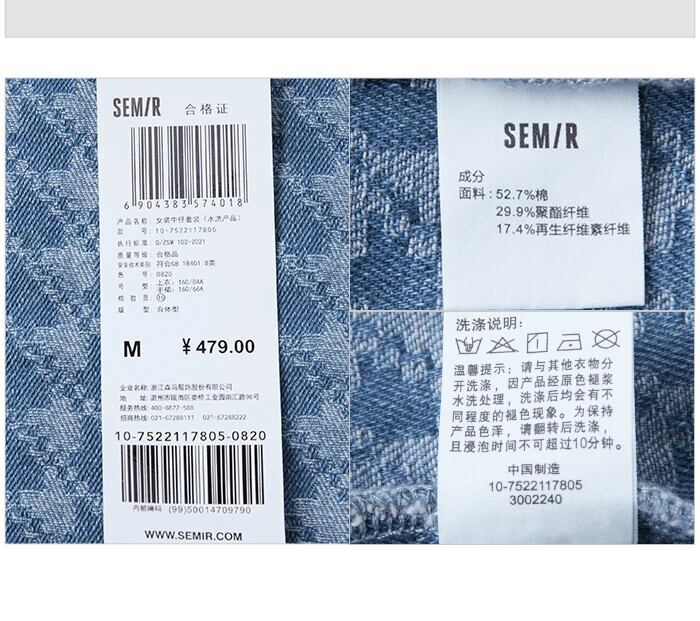 SEM/R 合格证
6 904383 574018
产品名称: 女装牛仔套装 (水洗产品)
款 号: 10-7522117805
执行标准: Q/ZSM 102-2021
质量等级: 合格品
安全技术类别: 符合GB 18401 B类
色 号: 0820
号 型: 上衣: 160/84A
半裙: 160/66A
检 验 员:
版 型: 合体型
M ¥479.00
企业名称: 浙江森马服饰股份有限公司
地 址: 温州市瓯海区娄桥工业园南汇路98号
服务热线: 400-8877-588
招商热线: 021-67288111 021-67288222
10-7522117805-0820
内部编码 (99)50014709790
WWW.SEMIR.COM
SEM/R
成分
面料: 52.7%棉
29.9%聚酯纤维
17.4%再生纤维素纤维
洗涤说明:
温馨提示: 请与其他衣物分
开洗涤, 因产品经原色褪浆
水洗处理, 洗涤后均会有不
同程度的褪色现象。为保持
产品色泽, 请翻转后洗涤,
且浸泡时间不可超过10分钟。
中国制造
10-7522117805
3002240